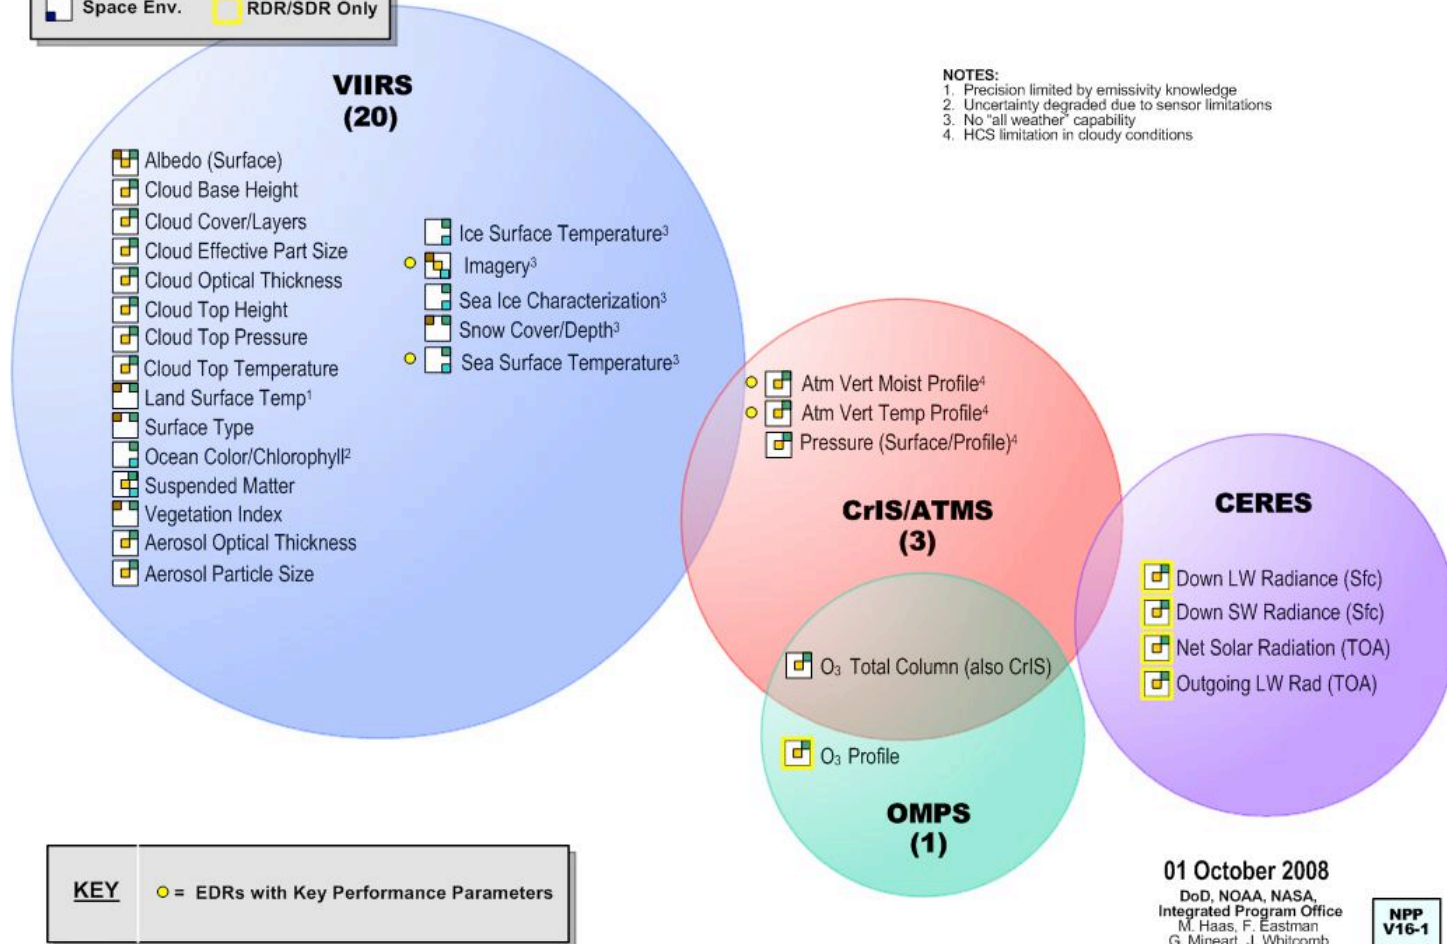 Space Env.
RDR/SDR Only
VIIRS
(20)
Albedo (Surface)
Cloud Base Height
Cloud Cover/Layers
Cloud Effective Part Size
Cloud Optical Thickness
Cloud Top Height
Cloud Top Pressure
Cloud Top Temperature
Land Surface Temp¹
Surface Type
Ocean Color/Chlorophyll²
Suspended Matter
Vegetation Index
Aerosol Optical Thickness
Aerosol Particle Size
Ice Surface Temperature³
Imagery³
Sea Ice Characterization³
Snow Cover/Depth³
Sea Surface Temperature³
NOTES:
1. Precision limited by emissivity knowledge
2. Uncertainty degraded due to sensor limitations
3. No "all weather" capability
4. HCS limitation in cloudy conditions
Atm Vert Moist Profile⁴
Atm Vert Temp Profile⁴
Pressure (Surface/Profile)⁴
CrIS/ATMS
(3)
O₃ Total Column (also CrIS)
O₃ Profile
OMPS
(1)
CERES
Down LW Radiance (Sfc)
Down SW Radiance (Sfc)
Net Solar Radiation (TOA)
Outgoing LW Rad (TOA)
KEY
= EDRs with Key Performance Parameters
01 October 2008
DoD, NOAA, NASA,
Integrated Program Office
M. Haas, F. Eastman
G. Mineart, J. Whitcomb
NPP
V16-1